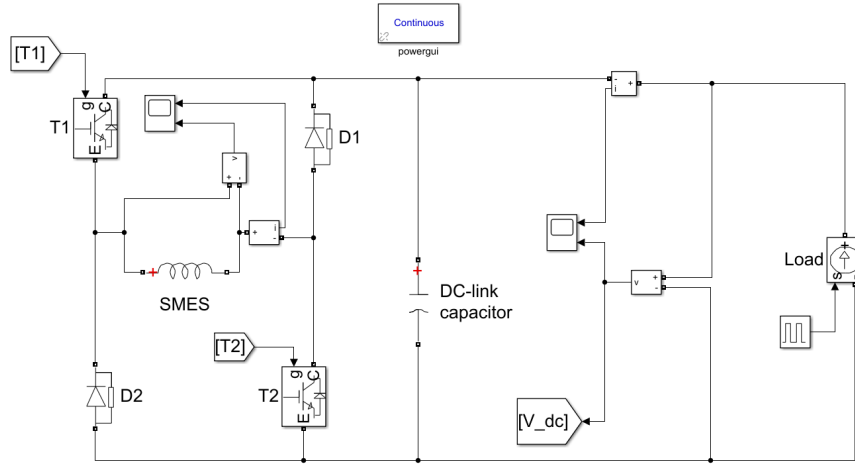 Continuous
powergui
[T1]
g
C
T1
E
D1
v
+ -
+
i
-
SMES
-
i
+
DC-link
capacitor
v
+
-
Load
+
s
[T2]
g
C
T2
E
D2
[V_dc]